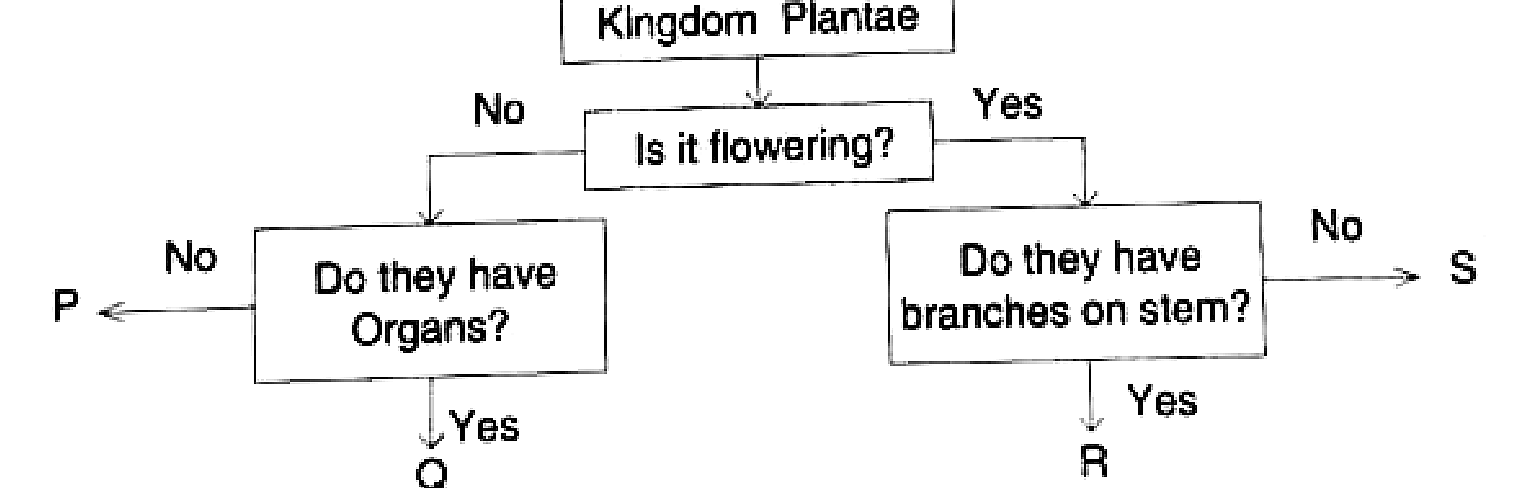 Kingdom Plantae
No
Yes
Is it flowering?
No
Do they have
Organs?
P
Yes
Q
Do they have
branches on stem?
No
S
Yes
R